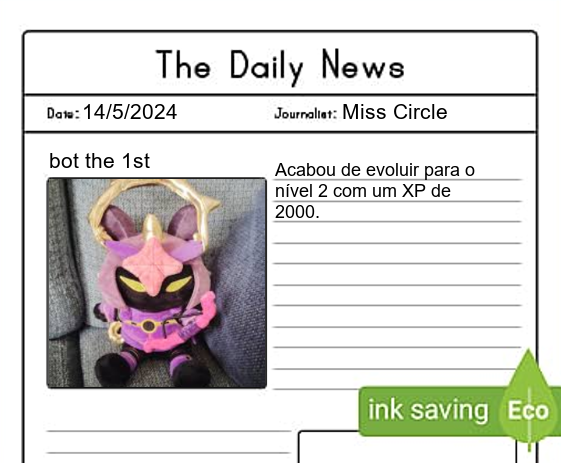 The Daily News
Date: 14/5/2024
Journalist: Miss Circle
bot the 1st
Acabou de evoluir para o
nível 2 com um XP de
2000.
ink saving Eco